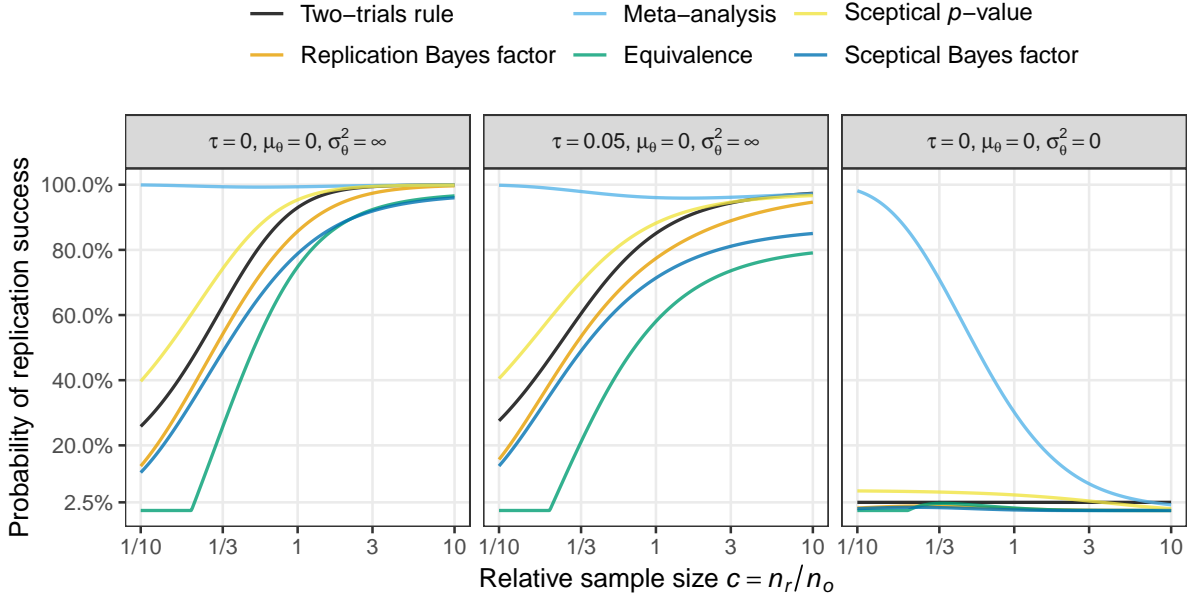 Two−trials rule Meta−analysis Sceptical p−value
Replication Bayes factor Equivalence Sceptical Bayes factor
τ = 0, μθ = 0, σ²θ = ∞ τ = 0.05, μθ = 0, σ²θ = ∞ τ = 0, μθ = 0, σ²θ = 0
Probability of replication success
100.0%
80.0%
60.0%
40.0%
20.0%
2.5%
1/10 1/3 1 3 10 1/10 1/3 1 3 10 1/10 1/3 1 3 10
Relative sample size c = nr/no